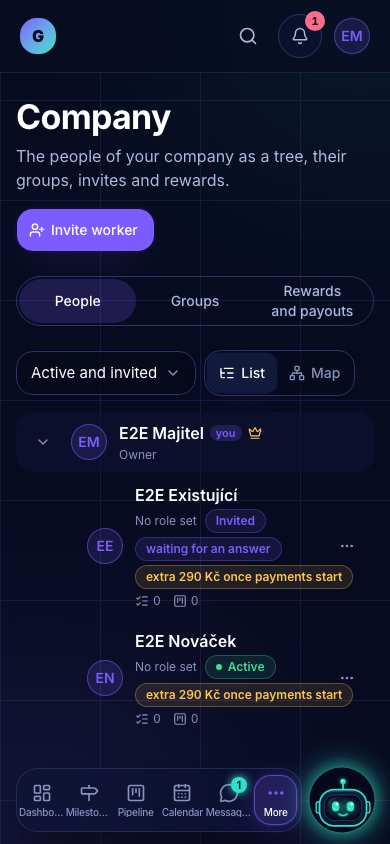 G
1
EM
Company
The people of your company as a tree, their
groups, invites and rewards.
Invite worker
People
Groups
Rewards
and payouts
Active and invited
List
Map
EM
E2E Majitel you
Owner
E2E Existující
EE
No role set Invited
waiting for an answer
extra 290 Kč once payments start
0 0
E2E Nováček
EN
No role set Active
extra 290 Kč once payments start
0 0
1
Dashbo... Milesto... Pipeline Calendar Messag... More